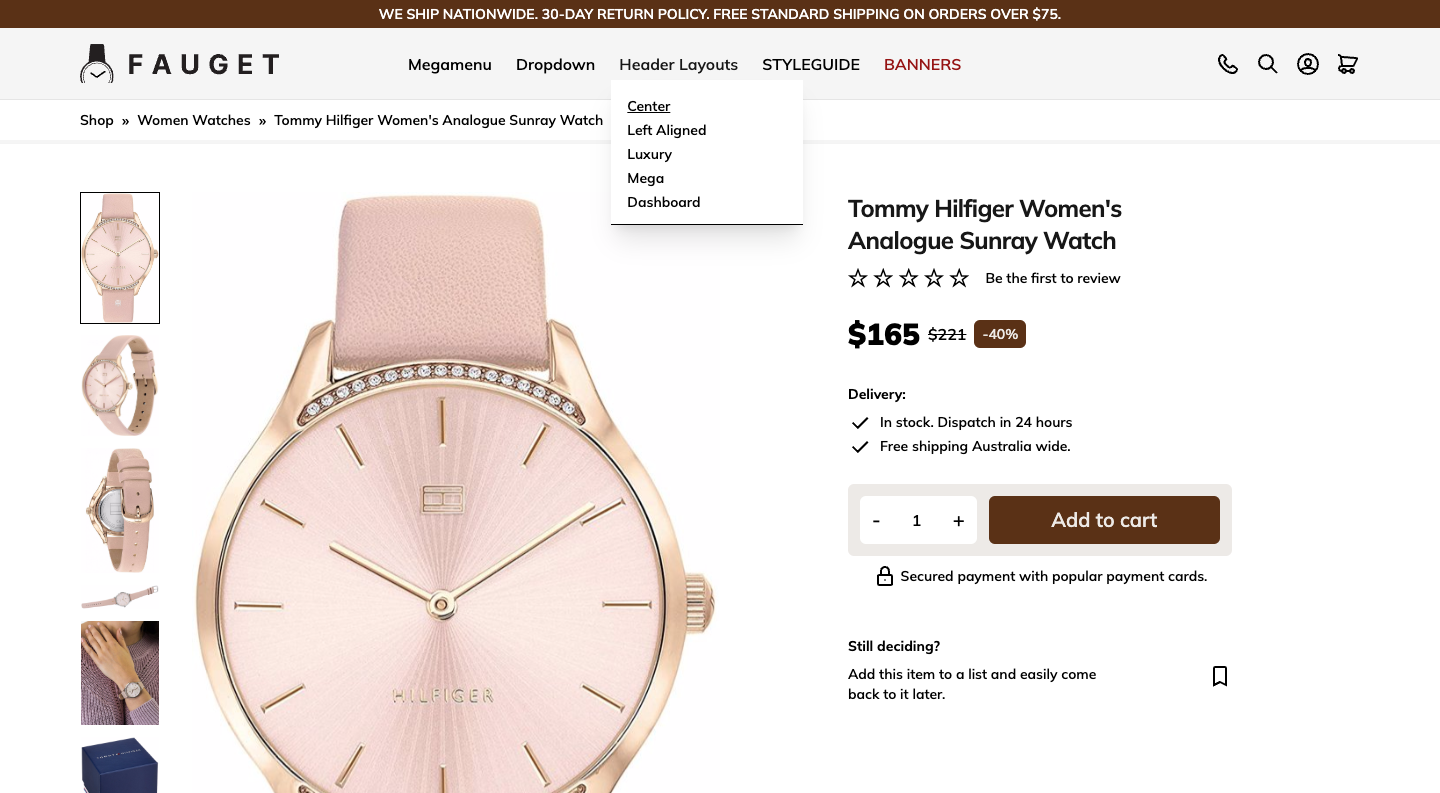 WE SHIP NATIONWIDE. 30-DAY RETURN POLICY. FREE STANDARD SHIPPING ON ORDERS OVER $75.
FAUGET
Megamenu Dropdown Header Layouts STYLEGUIDE BANNERS
Center
Left Aligned
Luxury
Mega
Dashboard
Shop » Women Watches » Tommy Hilfiger Women's Analogue Sunray Watch
HILFIGER
Tommy Hilfiger Women's
Analogue Sunray Watch
Be the first to review
$165 $221 -40%
Delivery:
In stock. Dispatch in 24 hours
Free shipping Australia wide.
- 1 + Add to cart
Secured payment with popular payment cards.
Still deciding?
Add this item to a list and easily come
back to it later.